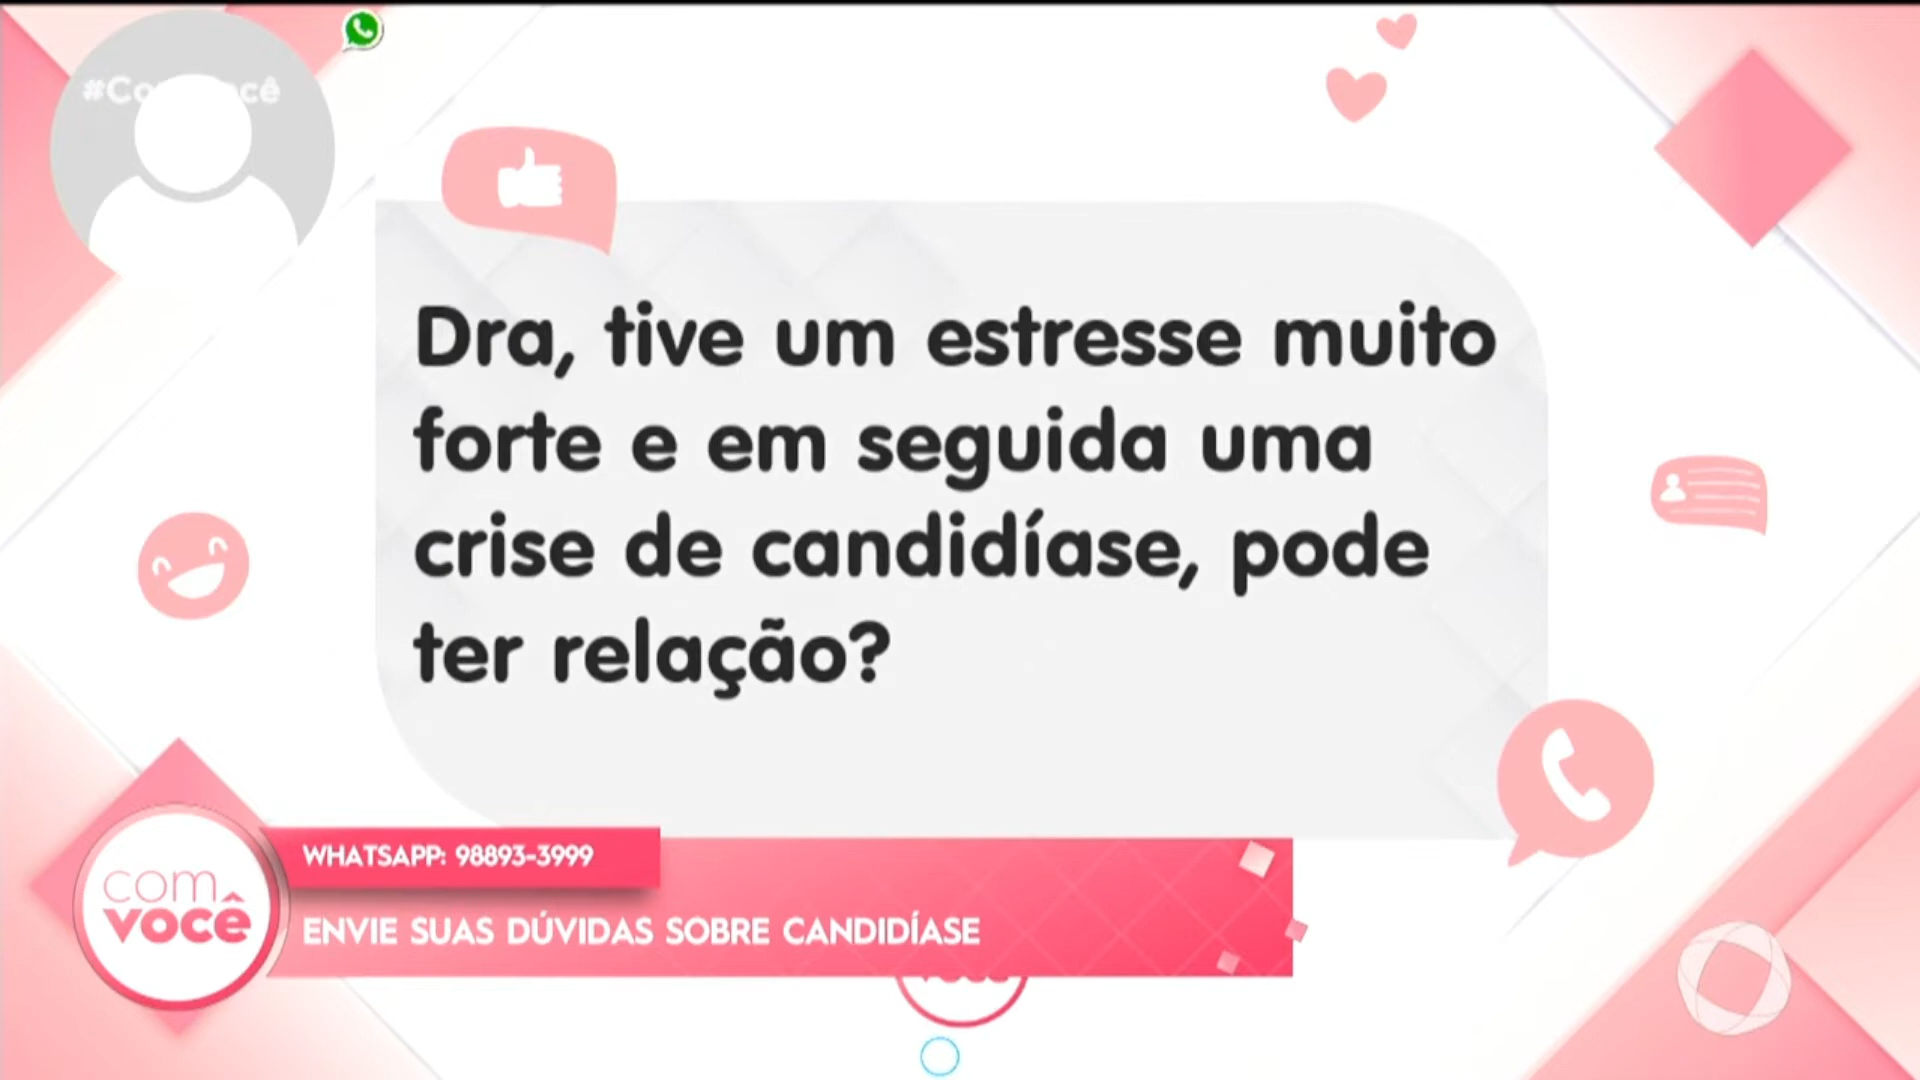 Dra, tive um estresse muito
forte e em seguida uma
crise de candidíase, pode
ter relação?
WHATSAPP: 98893-3999
com
você
ENVIE SUAS DÚVIDAS SOBRE CANDIDÍASE